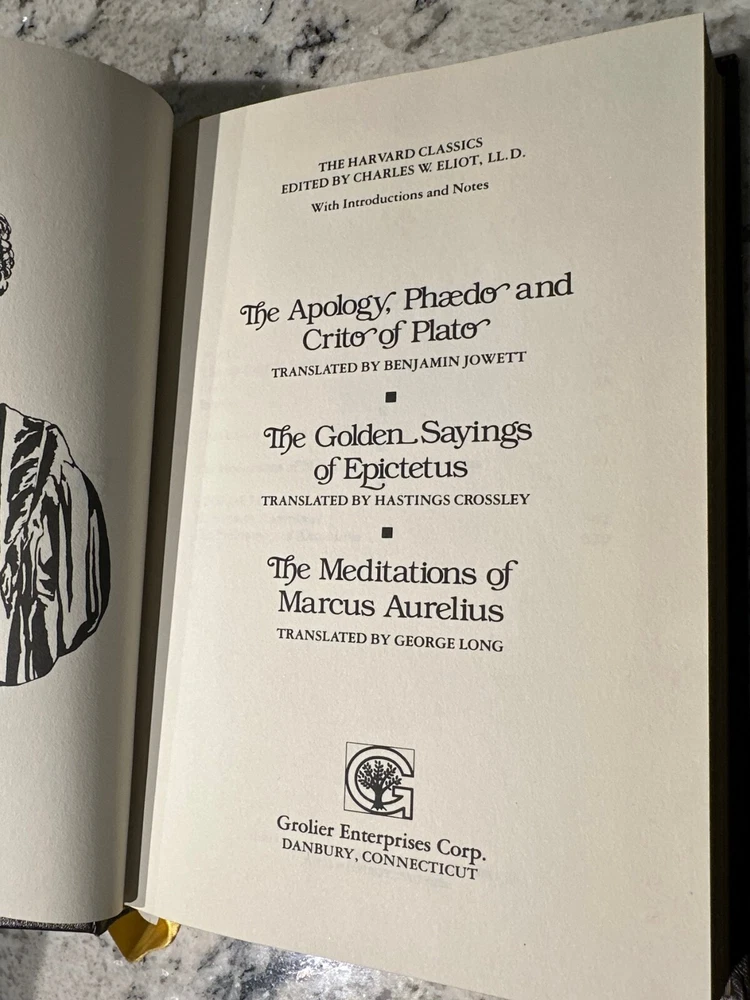 THE HARVARD CLASSICS
EDITED BY CHARLES W. ELIOT, LL.D.
With Introductions and Notes
The Apology, Phædo and
Crito of Plato
TRANSLATED BY BENJAMIN JOWETT
The Golden Sayings
of Epictetus
TRANSLATED BY HASTINGS CROSSLEY
The Meditations of
Marcus Aurelius
TRANSLATED BY GEORGE LONG
G
Grolier Enterprises Corp.
DANBURY, CONNECTICUT